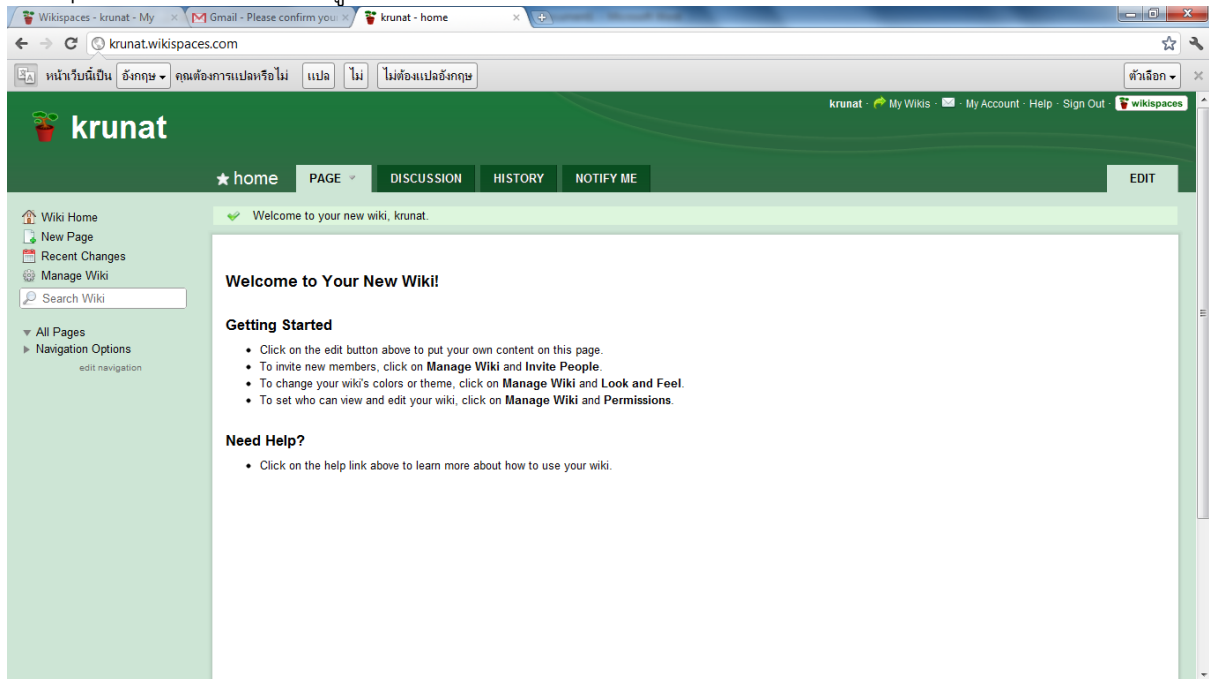 Wikispaces - krunat - My
Gmail - Please confirm your
krunat - home
krunat.wikispaces.com
หน้าเว็บนี้เป็น อังกฤษ คุณต้องการแปลหรือไม่ แปล ไม่ ไม่ต้องแปลอังกฤษ ตัวเลือก
krunat · My Wikis · · My Account · Help · Sign Out · wikispaces
krunat
home PAGE DISCUSSION HISTORY NOTIFY ME EDIT
Wiki Home
New Page
Recent Changes
Manage Wiki
Search Wiki
All Pages
Navigation Options
edit navigation
Welcome to your new wiki, krunat.
Welcome to Your New Wiki!
Getting Started
• Click on the edit button above to put your own content on this page.
• To invite new members, click on Manage Wiki and Invite People.
• To change your wiki's colors or theme, click on Manage Wiki and Look and Feel.
• To set who can view and edit your wiki, click on Manage Wiki and Permissions.
Need Help?
• Click on the help link above to learn more about how to use your wiki.